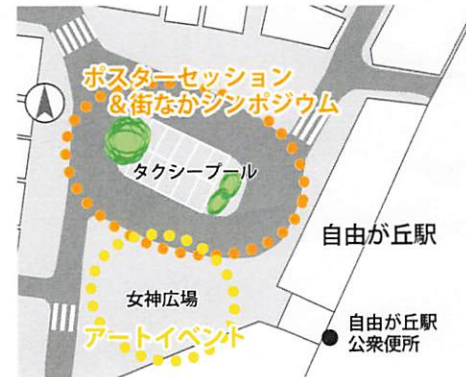 ポスターセッション
＆街なかシンポジウム
タクシープール
自由が丘駅
女神広場
アートイベント
自由が丘駅
公衆便所